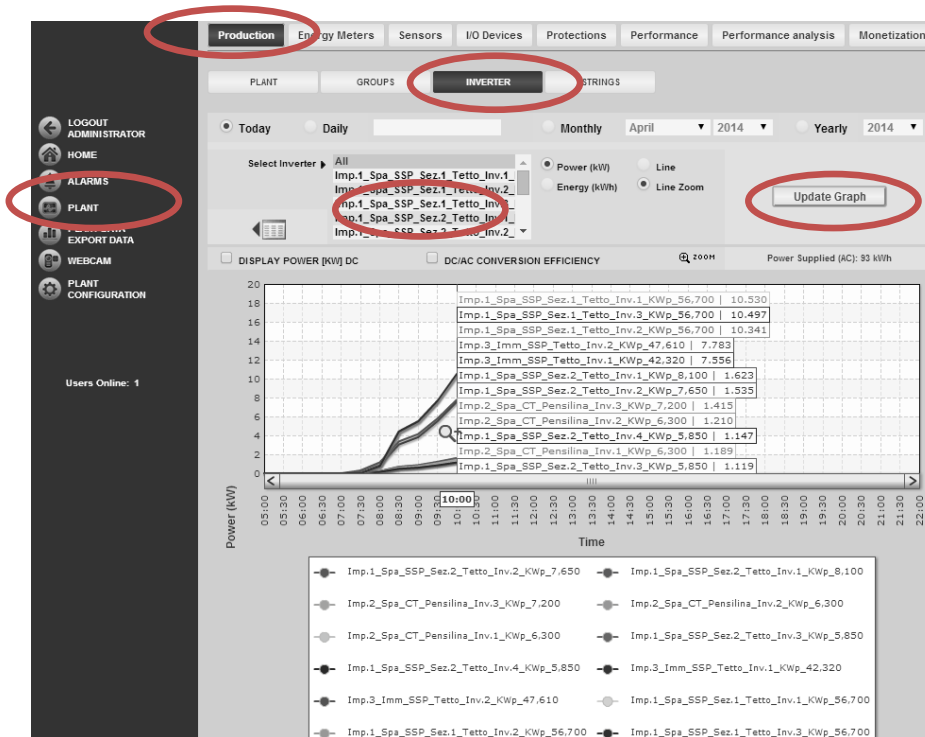 Production Energy Meters Sensors I/O Devices Protections Performance Performance analysis Monetization
PLANT GROUPS INVERTER STRINGS
LOGOUT
ADMINISTRATOR
HOME
ALARMS
PLANT
EXPORT DATA
WEBCAM
PLANT
CONFIGURATION
Users Online: 1
Today Daily Monthly April 2014 Yearly 2014
Select Inverter
All
Imp.1_Spa_SSP_Sez.1_Tetto_Inv.1_
Imp.1_Spa_SSP_Sez.1_Tetto_Inv.2_
Imp.1_Spa_SSP_Sez.1_Tetto_Inv.3_
Imp.1_Spa_SSP_Sez.2_Tetto_Inv.1_
Imp.1_Spa_SSP_Sez.2_Tetto_Inv.2_
Power (kW) Line
Energy (kWh) Line Zoom
Update Graph
DISPLAY POWER [KW] DC DC/AC CONVERSION EFFICIENCY ZOOM Power Supplied (AC): 93 kWh
20
18
16
14
12
10
8
6
4
2
0
Imp.1_Spa_SSP_Sez.1_Tetto_Inv.1_KWp_56,700 | 10.530
Imp.1_Spa_SSP_Sez.1_Tetto_Inv.3_KWp_56,700 | 10.497
Imp.1_Spa_SSP_Sez.1_Tetto_Inv.2_KWp_56,700 | 10.341
Imp.3_Imm_SSP_Tetto_Inv.2_KWp_47,610 | 7.783
Imp.3_Imm_SSP_Tetto_Inv.1_KWp_42,320 | 7.556
Imp.1_Spa_SSP_Sez.2_Tetto_Inv.1_KWp_8,100 | 1.623
Imp.1_Spa_SSP_Sez.2_Tetto_Inv.2_KWp_7,650 | 1.535
Imp.2_Spa_CT_Pensilina_Inv.3_KWp_7,200 | 1.415
Imp.2_Spa_CT_Pensilina_Inv.2_KWp_6,300 | 1.210
Imp.1_Spa_SSP_Sez.2_Tetto_Inv.4_KWp_5,850 | 1.147
Imp.2_Spa_CT_Pensilina_Inv.1_KWp_6,300 | 1.189
Imp.1_Spa_SSP_Sez.2_Tetto_Inv.3_KWp_5,850 | 1.119
Power (kW)
10:00
05:00 05:30 06:00 06:30 07:00 07:30 08:00 08:30 09:00 10:30 11:00 11:30 12:00 12:30 13:00 13:30 14:00 14:30 15:00 15:30 16:00 16:30 17:00 17:30 18:00 18:30 19:00 19:30 20:00 20:30 21:00 21:30 22:00
Time
Imp.1_Spa_SSP_Sez.2_Tetto_Inv.2_KWp_7,650 Imp.1_Spa_SSP_Sez.2_Tetto_Inv.1_KWp_8,100
Imp.2_Spa_CT_Pensilina_Inv.3_KWp_7,200 Imp.2_Spa_CT_Pensilina_Inv.2_KWp_6,300
Imp.2_Spa_CT_Pensilina_Inv.1_KWp_6,300 Imp.1_Spa_SSP_Sez.2_Tetto_Inv.3_KWp_5,850
Imp.1_Spa_SSP_Sez.2_Tetto_Inv.4_KWp_5,850 Imp.3_Imm_SSP_Tetto_Inv.1_KWp_42,320
Imp.3_Imm_SSP_Tetto_Inv.2_KWp_47,610 Imp.1_Spa_SSP_Sez.1_Tetto_Inv.1_KWp_56,700
Imp.1_Spa_SSP_Sez.1_Tetto_Inv.2_KWp_56,700 Imp.1_Spa_SSP_Sez.1_Tetto_Inv.3_KWp_56,700